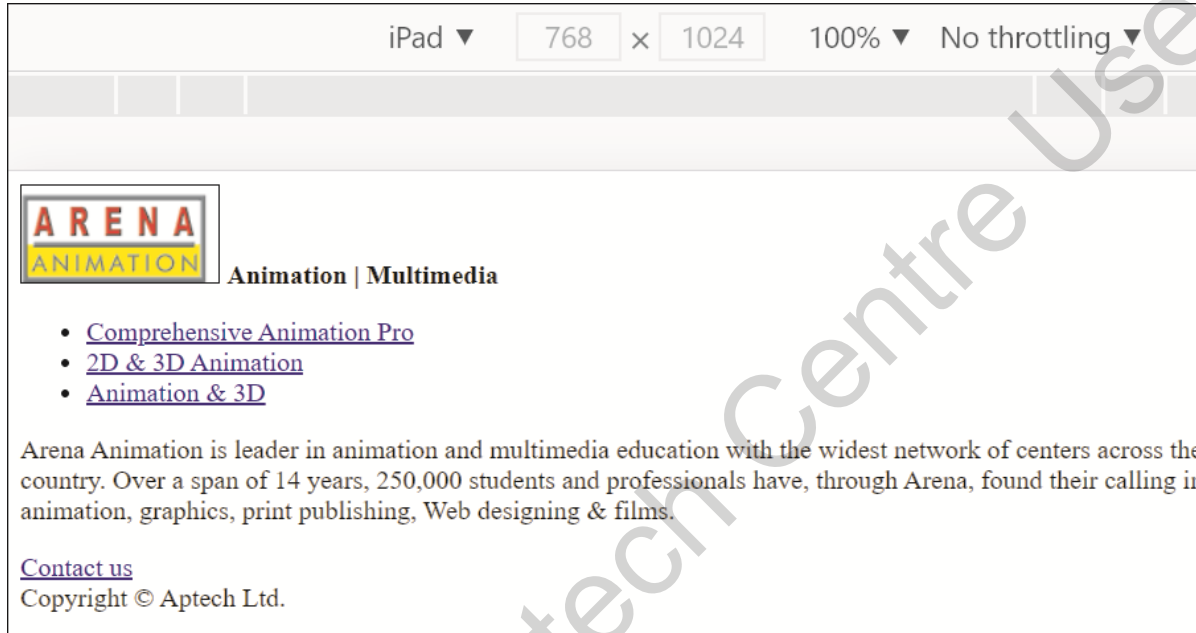 iPad ▼ 768 × 1024 100% ▼ No throttling ▼
ARENA
ANIMATION
Animation | Multimedia
• Comprehensive Animation Pro
• 2D & 3D Animation
• Animation & 3D
Arena Animation is leader in animation and multimedia education with the widest network of centers across the
country. Over a span of 14 years, 250,000 students and professionals have, through Arena, found their calling in
animation, graphics, print publishing, Web designing & films.
Contact us
Copyright © Aptech Ltd.
tech Centre Use